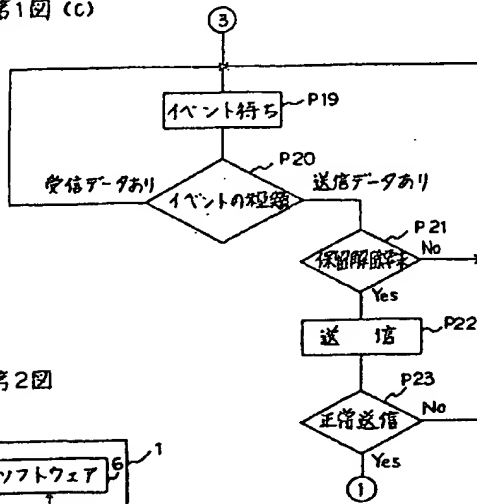 第1図 (C)
3
イベント待ち P19
P20
受信データあり イベントの種類 送信データあり
P21
保留解除要求 No
Yes
送 信 P22
第2図
P23
正常送信 No
ソフトウェア 6 1
Yes
1